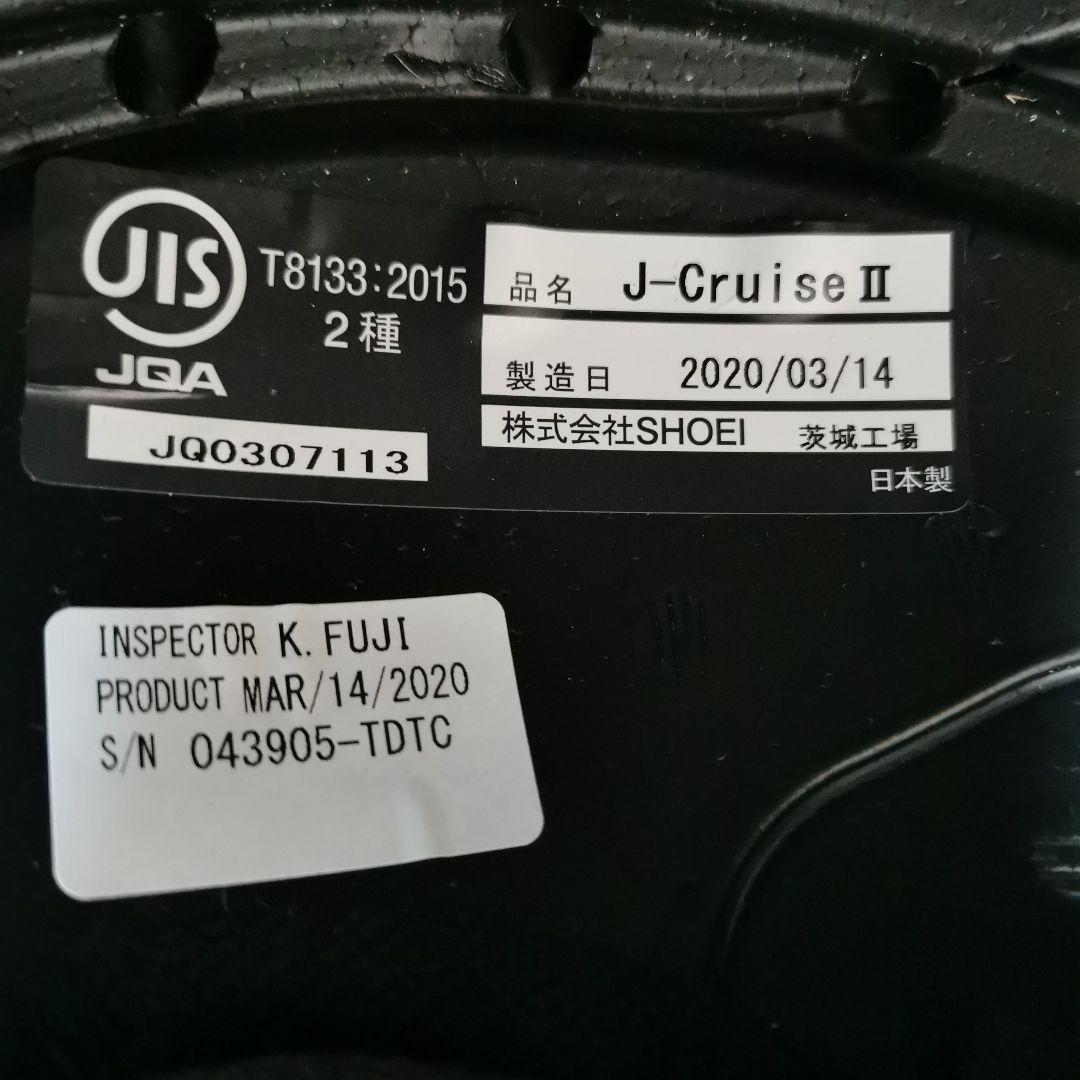 JIS
JQA
T8133:2015
2種
JQ0307113
品名 J-CruiseⅡ
製造日 2020/03/14
株式会社SHOEI 茨城工場
日本製
INSPECTOR K. FUJI
PRODUCT MAR/14/2020
S/N 043905-TDTC